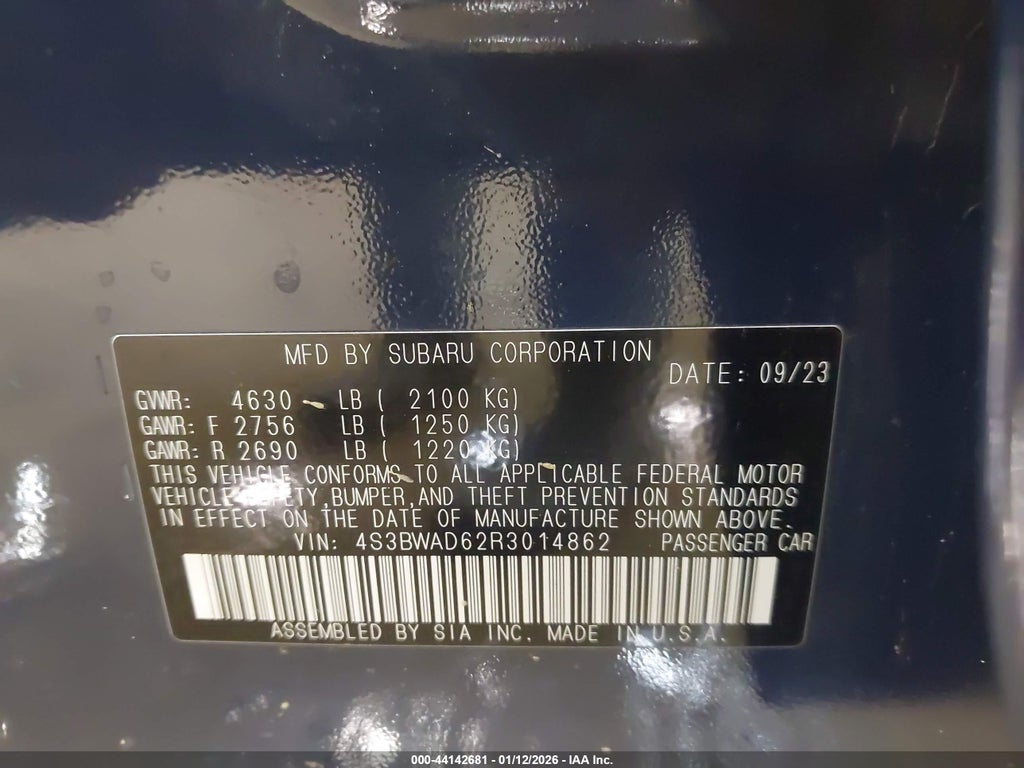 MFD BY SUBARU CORPORATION
DATE: 09/23
GVWR: 4630 LB ( 2100 KG)
GAWR: F 2756 LB ( 1250 KG)
GAWR: R 2690 LB ( 1220 KG)
THIS VEHICLE CONFORMS TO ALL APPLICABLE FEDERAL MOTOR
VEHICLE SAFETY,BUMPER,AND THEFT PREVENTION STANDARDS
IN EFFECT ON THE DATE OF MANUFACTURE SHOWN ABOVE.
VIN: 4S3BWAD62R3014862 PASSENGER CAR
ASSEMBLED BY SIA INC. MADE IN U.S.A.
000-44142681 - 01/12/2026 - IAA Inc.